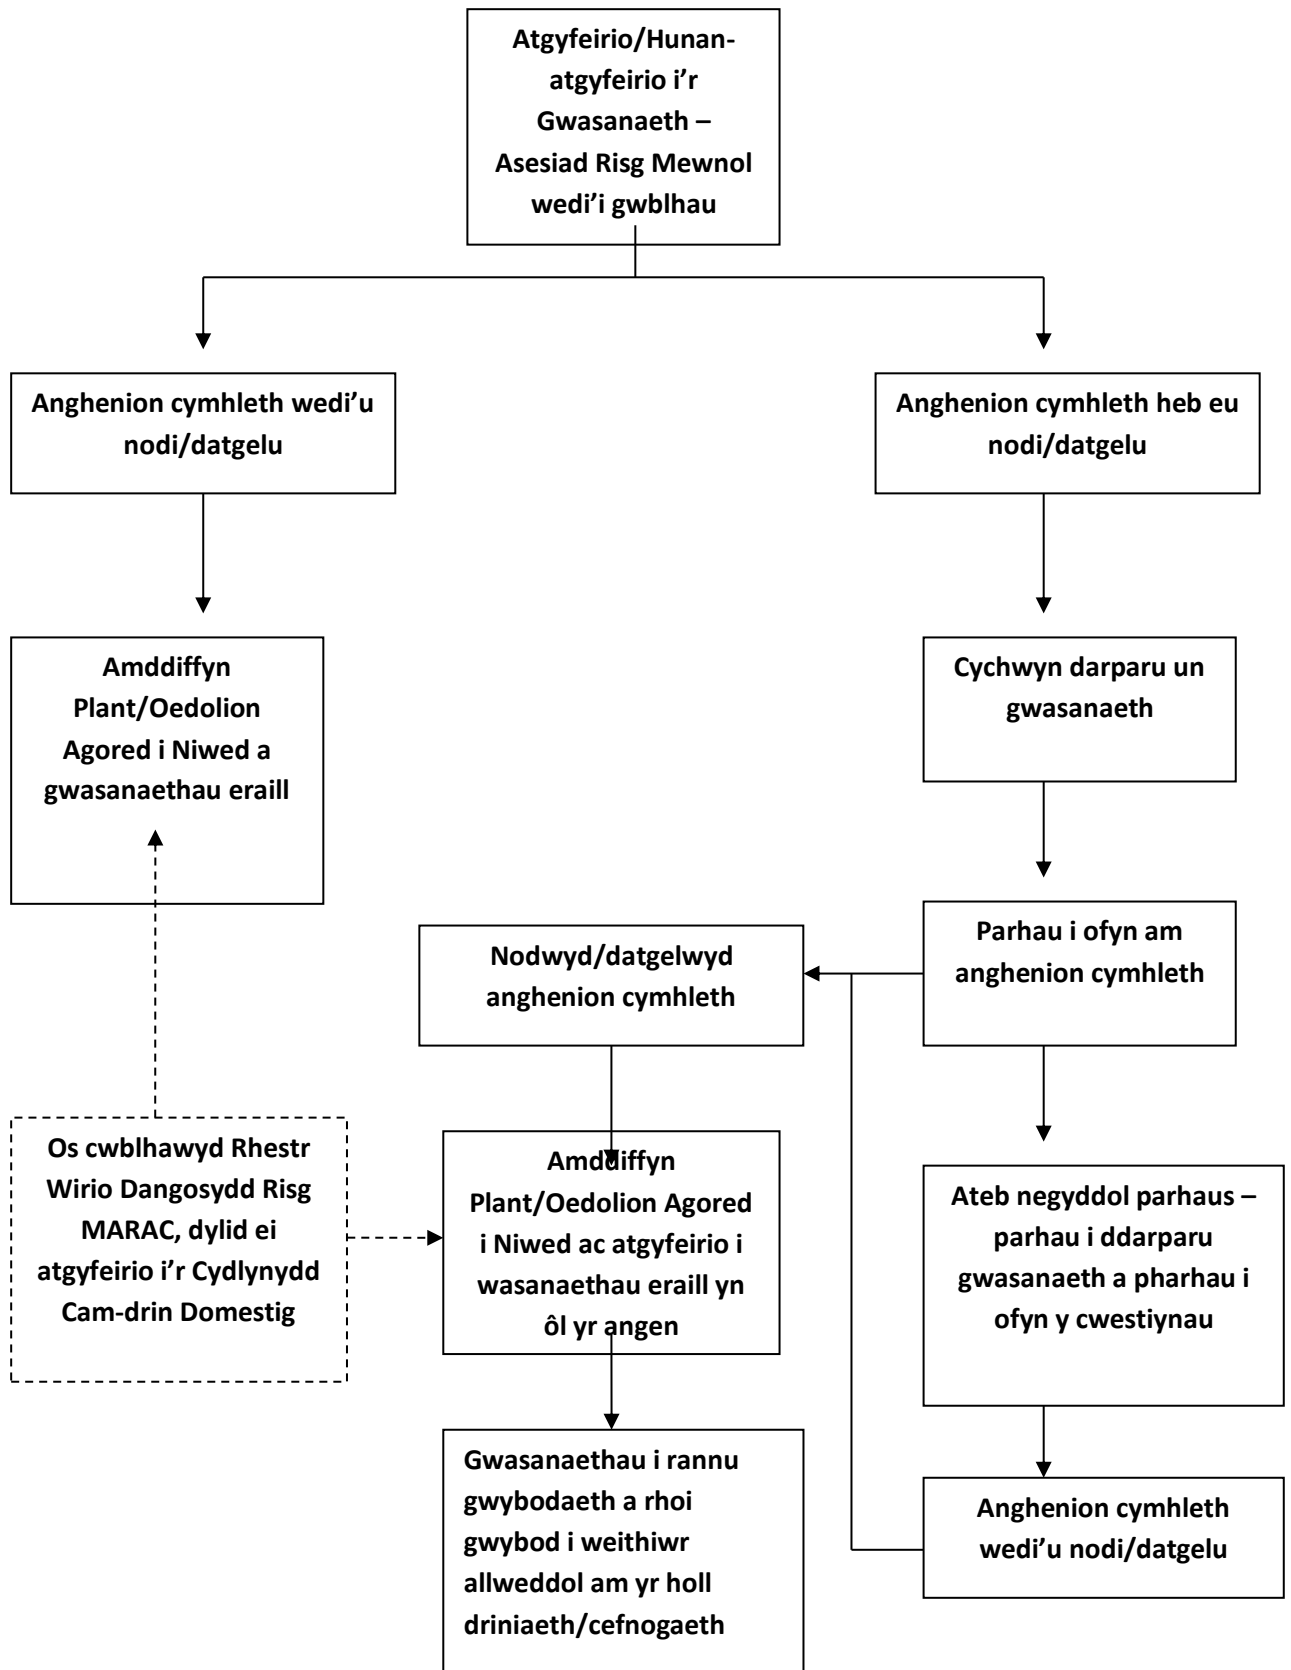 Atgyfeirio/Hunan-
atgyfeirio i’r
Gwasanaeth –
Asesiad Risg Mewnol
wedi’i gwblhau
Anghenion cymhleth wedi’u
nodi/datgelu
Anghenion cymhleth heb eu
nodi/datgelu
Amddiffyn
Plant/Oedolion
Agored i Niwed a
gwasanaethau eraill
Cychwyn darparu un
gwasanaeth
Nodwyd/datgelwyd
anghenion cymhleth
Parhau i ofyn am
anghenion cymhleth
Os cwblhawyd Rhestr
Wirio Dangosydd Risg
MARAC, dylid ei
atgyfeirio i’r Cydlynydd
Cam-drin Domestig
Amddiffyn
Plant/Oedolion Agored
i Niwed ac atgyfeirio i
wasanaethau eraill yn
ôl yr angen
Ateb negyddol parhaus –
parhau i ddarparu
gwasanaeth a pharhau i
ofyn y cwestiynau
Gwasanaethau i rannu
gwybodaeth a rhoi
gwybod i weithiwr
allweddol am yr holl
driniaeth/cefnogaeth
Anghenion cymhleth
wedi’u nodi/datgelu